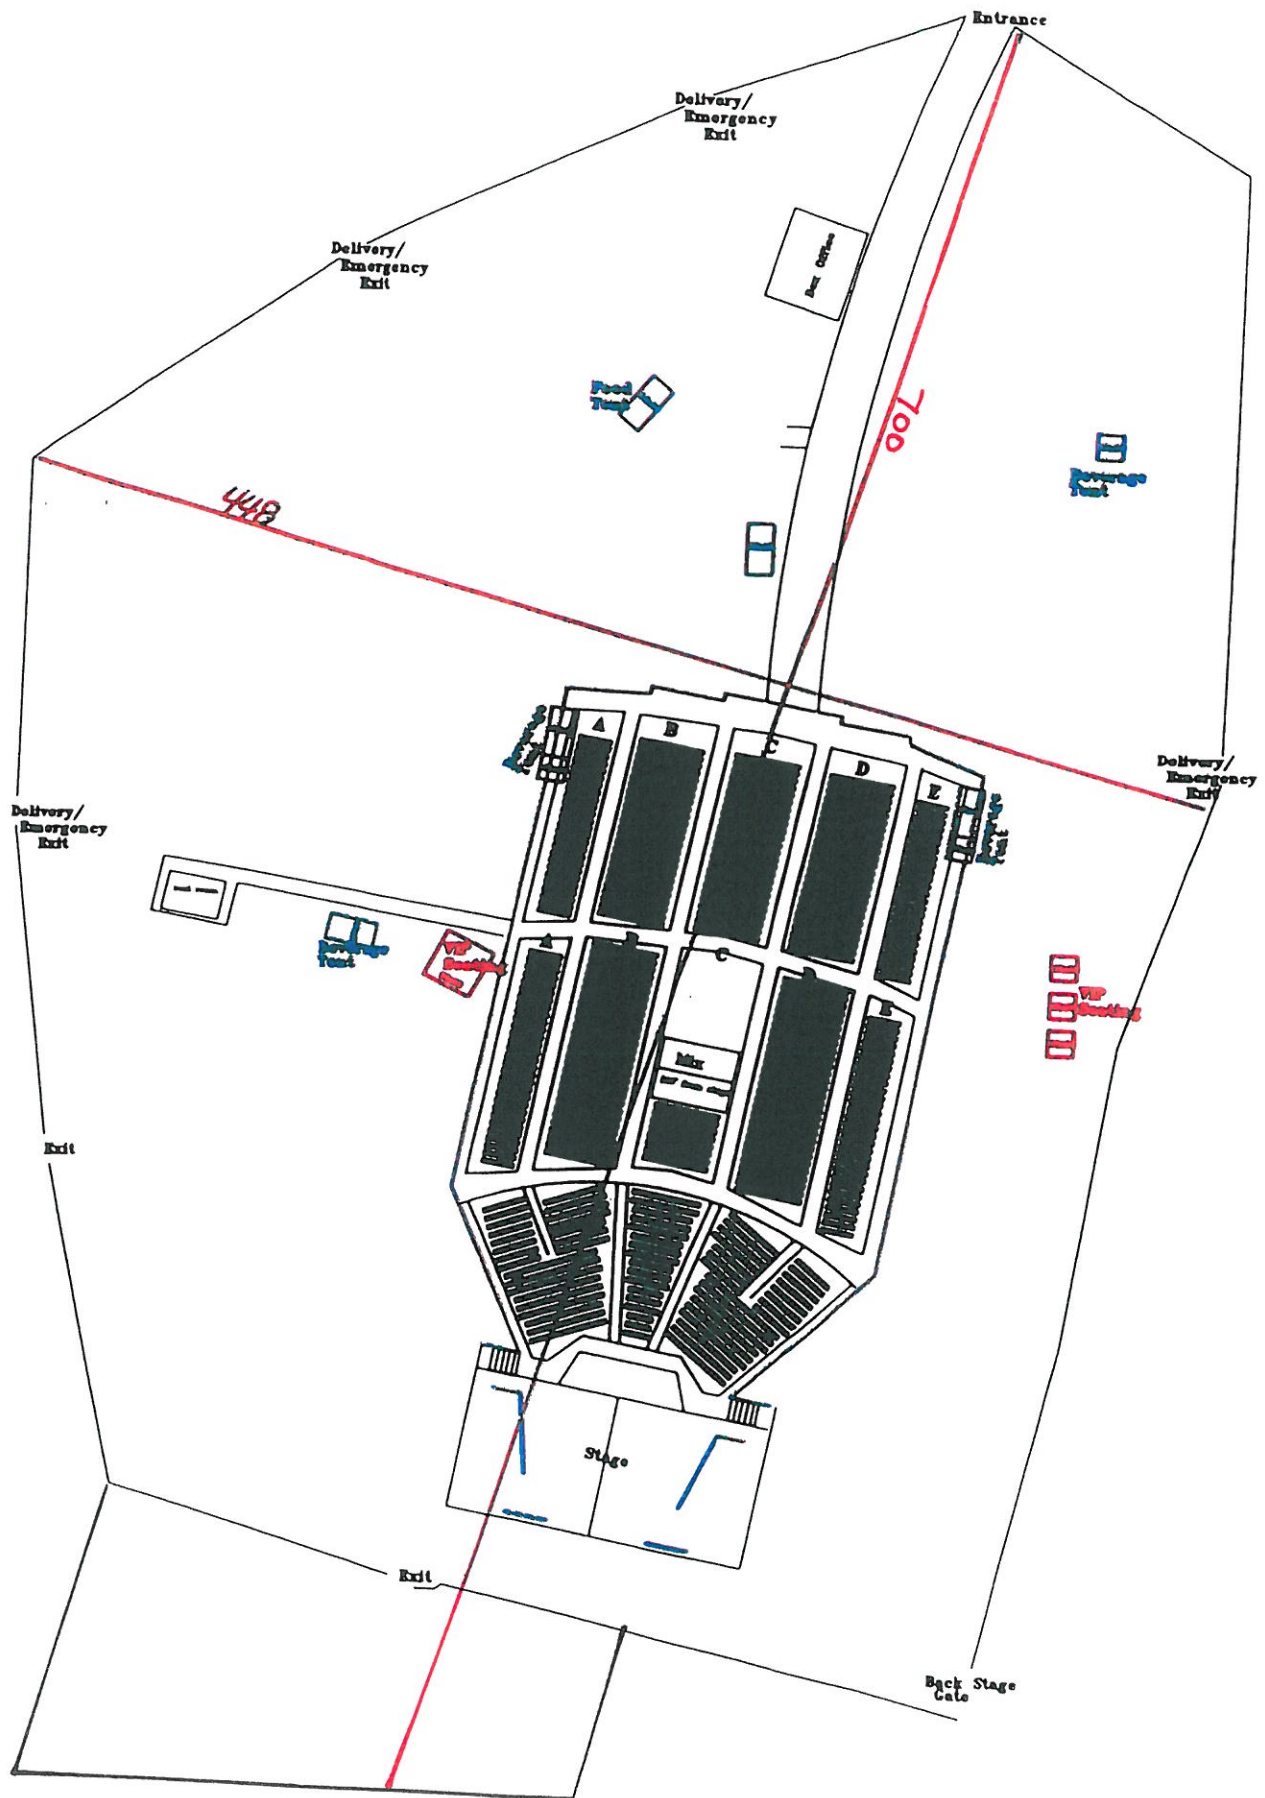 Entrance
Delivery/
Emergency
Exit
Delivery/
Emergency
Exit
Box Office
Food
Tent
700
Beverage
Tent
448
A
B
C
D
E
Delivery/
Emergency
Exit
Delivery/
Emergency
Exit
Beverage
Tent
VIP
Seating
VIP
Seating
A
B
C
D
E
Mix
Exit
Stage
Exit
Back Stage
Gate